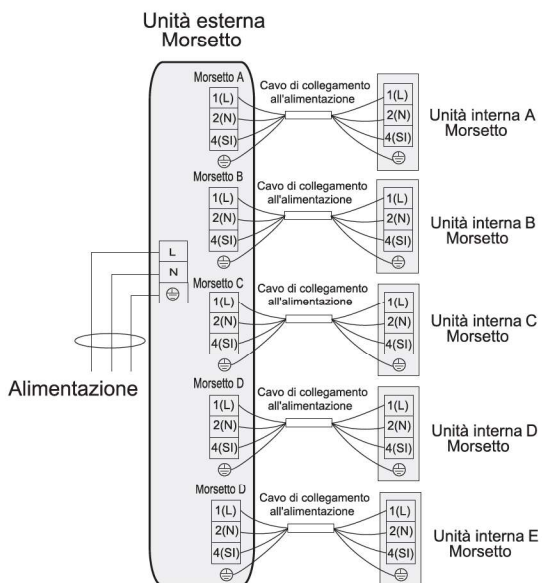 Unità esterna
Morsetto
Morsetto A
1(L)
2(N)
4(SI)
Cavo di collegamento
all'alimentazione
1(L)
2(N)
4(SI)
Unità interna A
Morsetto
Morsetto B
1(L)
2(N)
4(SI)
Cavo di collegamento
all'alimentazione
1(L)
2(N)
4(SI)
Unità interna B
Morsetto
L
N
Alimentazione
Morsetto C
1(L)
2(N)
4(SI)
Cavo di collegamento
all'alimentazione
1(L)
2(N)
4(SI)
Unità interna C
Morsetto
Morsetto D
1(L)
2(N)
4(SI)
Cavo di collegamento
all'alimentazione
1(L)
2(N)
4(SI)
Unità interna D
Morsetto
Morsetto D
1(L)
2(N)
4(SI)
Cavo di collegamento
all'alimentazione
1(L)
2(N)
4(SI)
Unità interna E
Morsetto